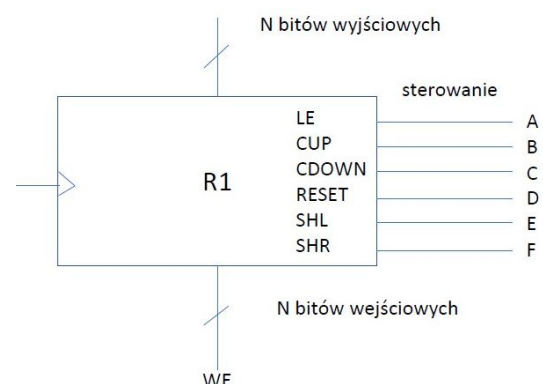 N bitów wyjściowych
sterowanie
LE
A
CUP
B
CDOWN
C
R1
RESET
D
SHL
E
SHR
F
N bitów wejściowych
WE